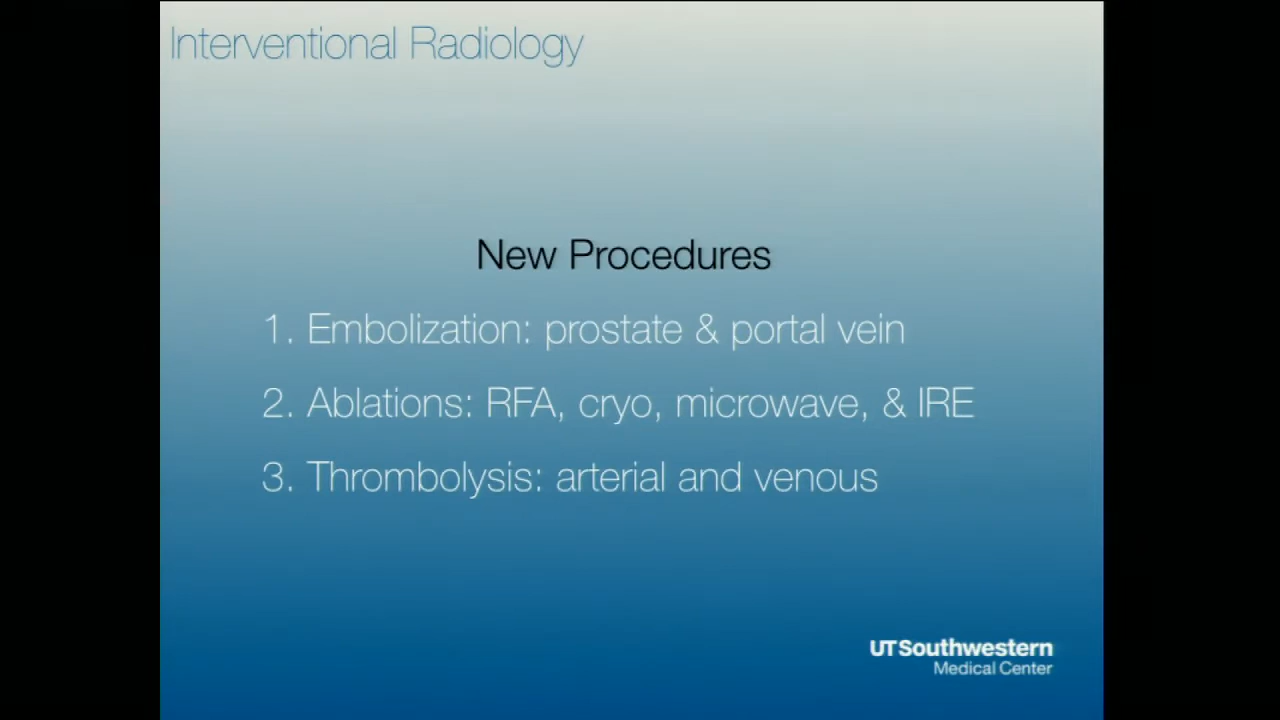 Interventional Radiology
New Procedures
1. Embolization: prostate & portal vein
2. Ablations: RFA, cryo, microwave, & IRE
3. Thrombolysis: arterial and venous
UTSouthwestern
Medical Center